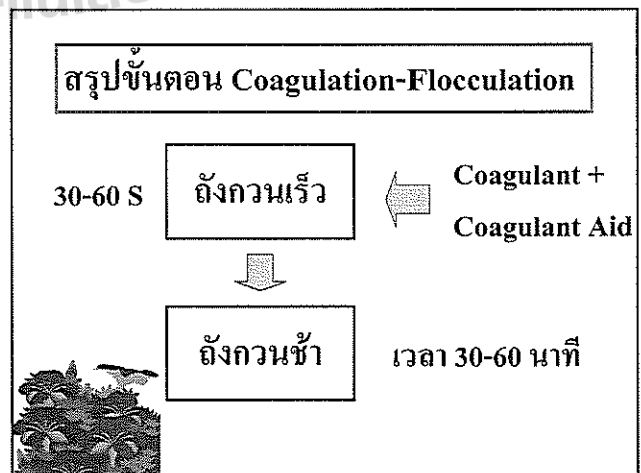 สรุปขั้นตอน Coagulation-Flocculation
30-60 S
ถังกวนเร็ว
Coagulant +
Coagulant Aid
ถังกวนช้า
เวลา 30-60 นาที